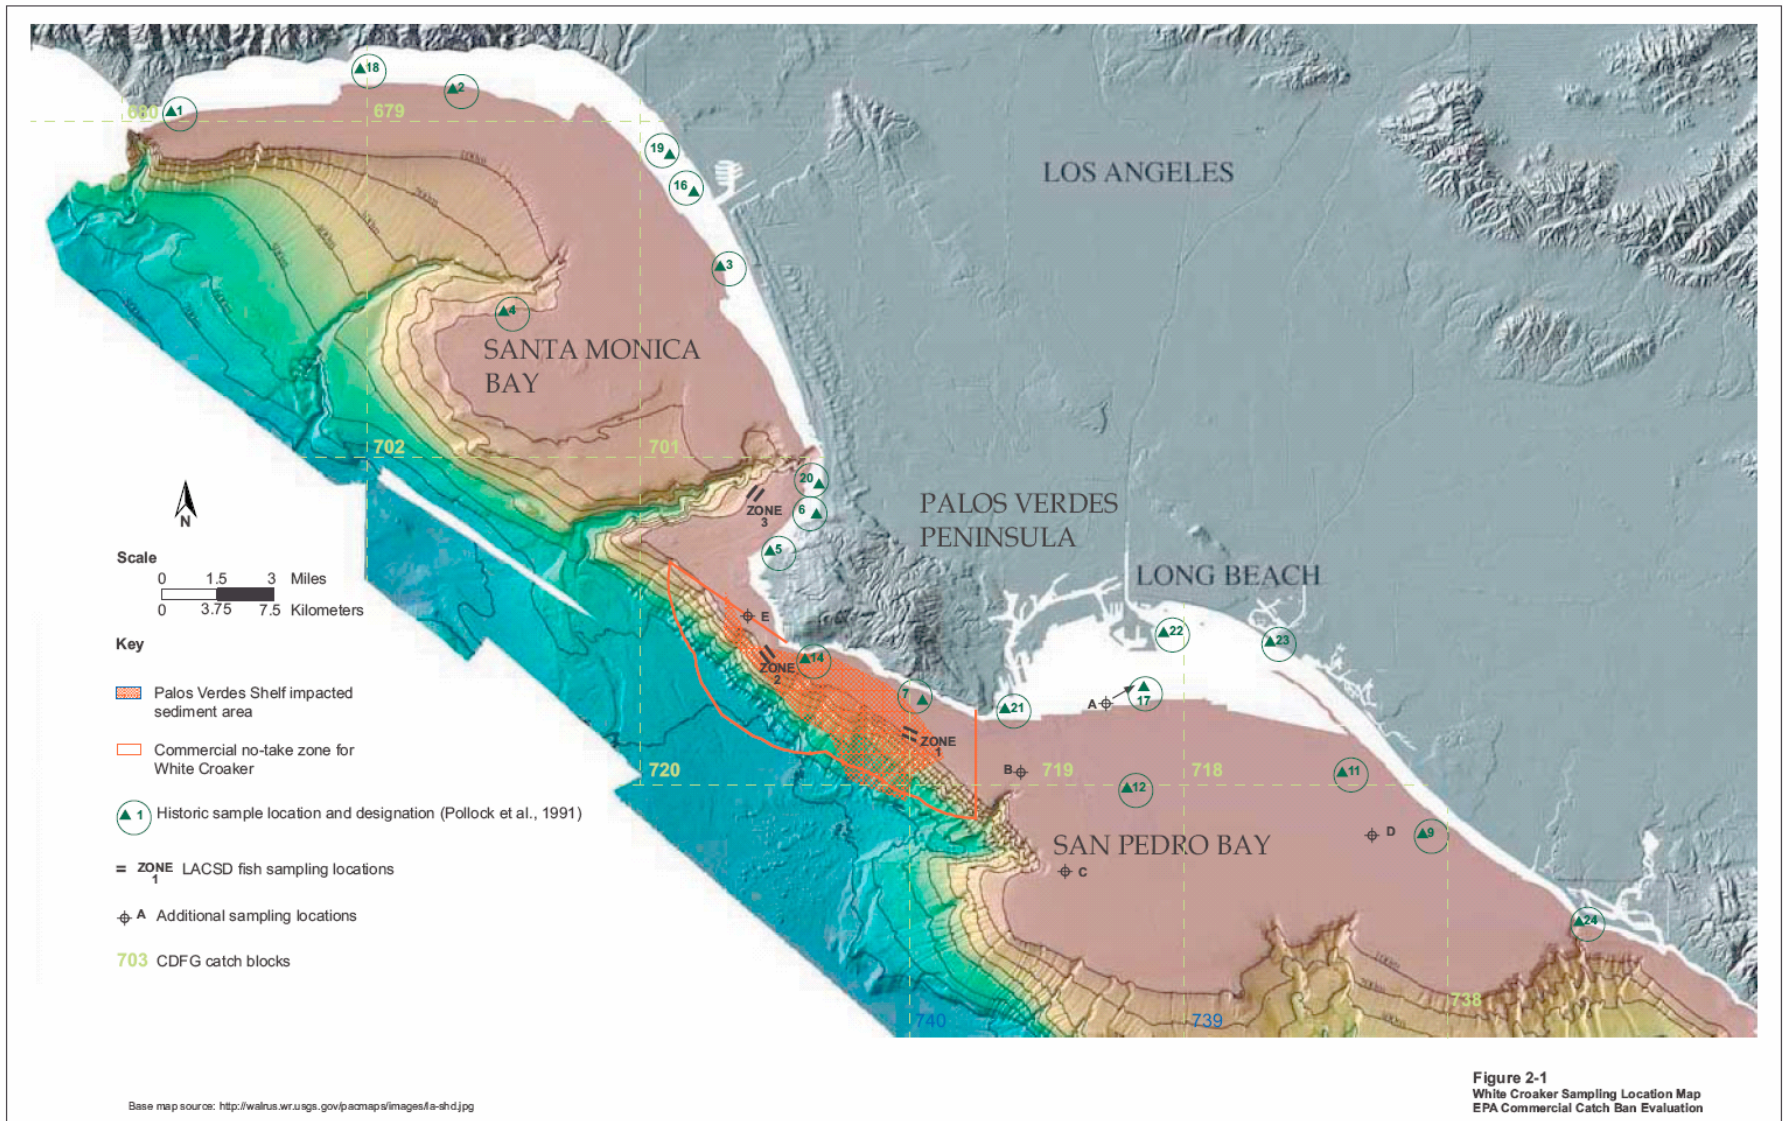 18
2
1
680
679
19
16
LOS ANGELES
100m
200m
300m
400m
3
4
SANTA MONICA
BAY
702
701
20
ZONE
3
6
5
PALOS VERDES
PENINSULA
LONG BEACH
N
Scale
0 1.5 3 Miles
0 3.75 7.5 Kilometers
E
22
23
Key
ZONE
2
14
7
A
17
21
Palos Verdes Shelf impacted
sediment area
ZONE
1
Commercial no-take zone for
White Croaker
720
B
719
718
11
12
1 Historic sample location and designation (Pollock et al., 1991)
SAN PEDRO BAY
D
9
ZONE
1
LACSD fish sampling locations
C
A Additional sampling locations
24
703 CDFG catch blocks
100m
738
740
739
Figure 2-1
White Croaker Sampling Location Map
EPA Commercial Catch Ban Evaluation
Base map source: http://walrus.wr.usgs.gov/pacmaps/images/la-shd.jpg